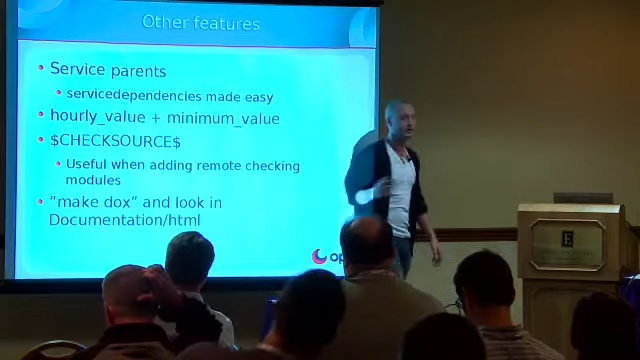 Other features
Service parents
servicedependencies made easy
hourly_value + minimum_value
$CHECKSOURCE$
Useful when adding remote checking
modules
"make dox" and look in
Documentation/html
op
E